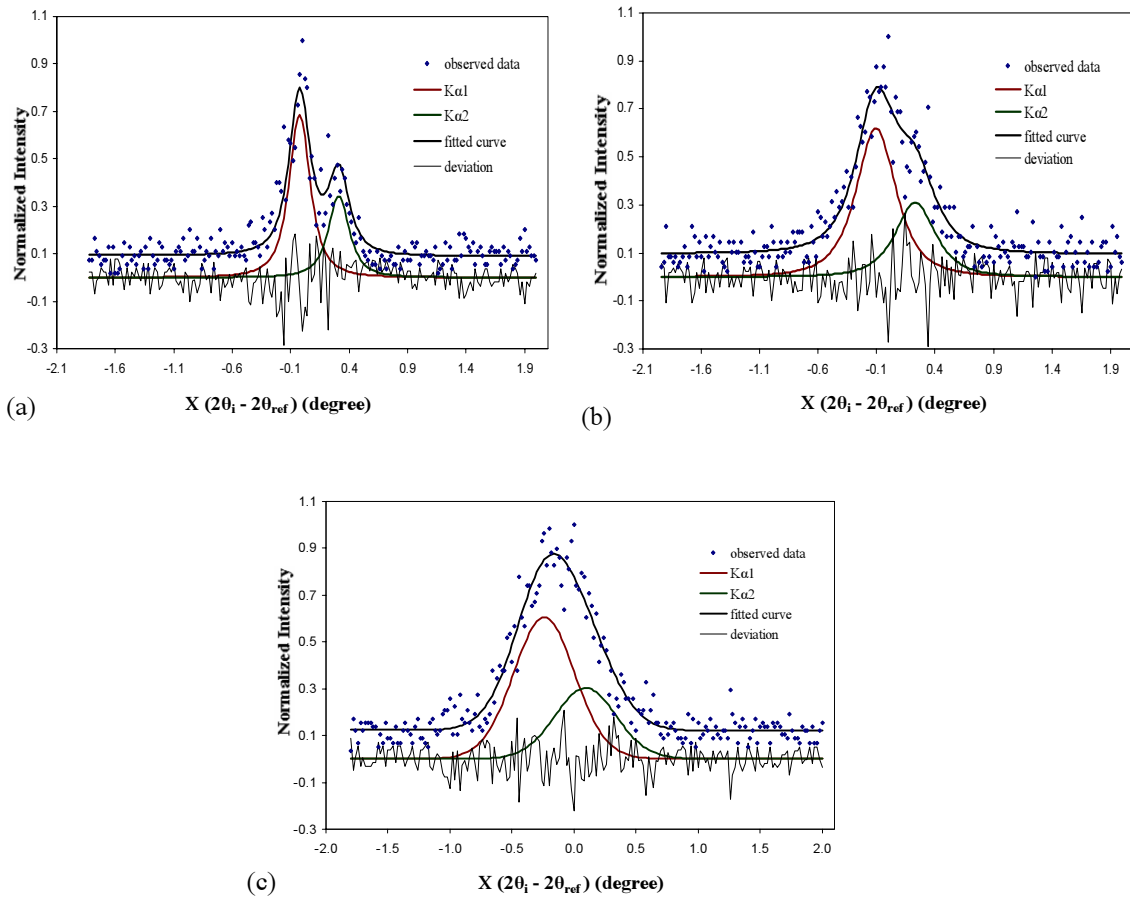 1.1
0.9
0.7
0.5
0.3
0.1
-0.1
-0.3
-2.1 -1.6 -1.1 -0.6 -0.1 0.4 0.9 1.4 1.9
Normalized Intensity
observed data
Kα1
Kα2
fitted curve
deviation
X (2θi - 2θref ) (degree)
(a)
1.1
0.9
0.7
0.5
0.3
0.1
-0.1
-0.3
-2.1 -1.6 -1.1 -0.6 -0.1 0.4 0.9 1.4 1.9
Normalized Intensity
observed data
Kα1
Kα2
fitted curve
deviation
X (2θi - 2θref ) (degree)
(b)
1.1
0.9
0.7
0.5
0.3
0.1
-0.1
-0.3
-2.0 -1.5 -1.0 -0.5 0.0 0.5 1.0 1.5 2.0
Normalized Intensity
observed data
Kα1
Kα2
fitted curve
deviation
X (2θi - 2θref ) (degree)
(c)